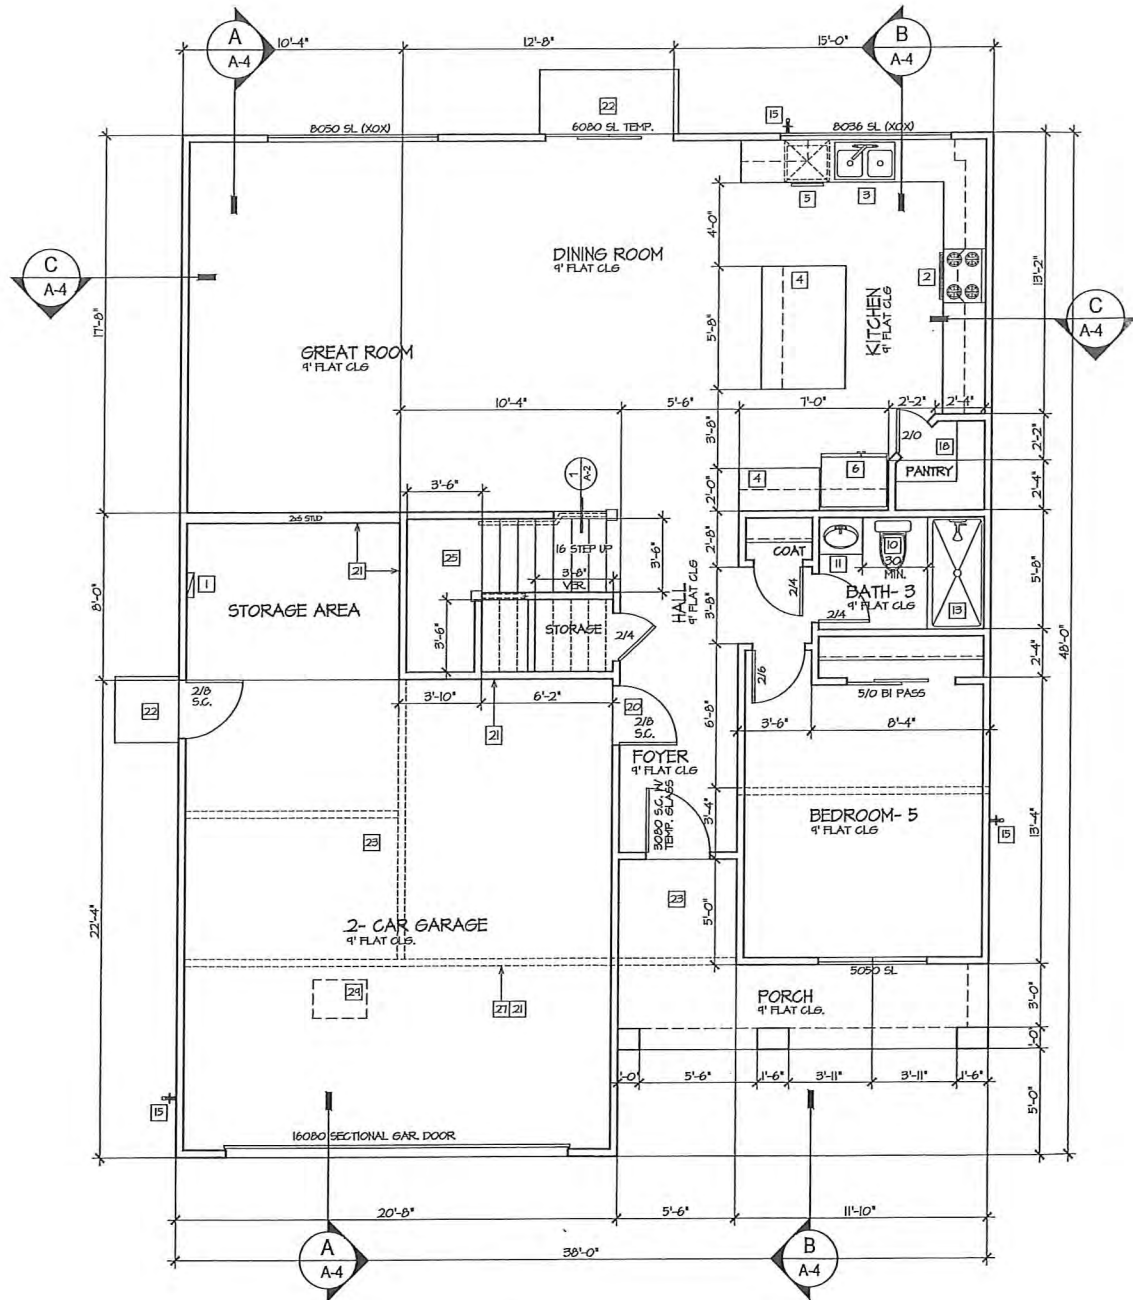 A
A-4
B
A-4
10'-4"
12'-8"
15'-0"
22
15
8050 SL (XOX)
6080 SL TEMP.
8036 SL (XOX)
5
3
4'-0"
DINING ROOM
9' FLAT CLG
C
A-4
4
2
13'-2"
KITCHEN
9' FLAT CLG
C
A-4
17'-8"
5'-8"
GREAT ROOM
9' FLAT CLG
10'-4"
5'-6"
7'-0"
2'-2"
2'-4"
3'-8"
2/0
18
2'-2"
1
A-2
4
6
PANTRY
3'-6"
2'-0"
2'-4"
2x6 STUD
16 STEP UP
25
21
3'-8"
VER.
3'-6"
2'-8"
COAT
10
30
MIN.
11
5'-8"
1
8'-0"
STORAGE AREA
HALL
9' FLAT CLG
2/4
BATH- 3
9' FLAT CLG
13
3'-6"
STORAGE
2/4
3'-8"
2/4
48'-0"
2/6
2'-4"
22
2/8
S.C.
3'-10"
6'-2"
20
2/8
S.C.
5/0 BI PASS
21
6'-8"
3'-6"
8'-4"
FOYER
9' FLAT CLG
3080 S.C. W/
TEMP. GLASS
3'-4"
BEDROOM- 5
9' FLAT CLG
15
13'-4"
23
23
22'-4"
2- CAR GARAGE
9' FLAT CLG.
5'-0"
5050 SL
29
27
21
PORCH
9' FLAT CLG.
3'-0"
1'-0"
1'-0"
5'-6"
1'-6"
3'-11"
3'-11"
1'-6"
5'-0"
15
16080 SECTIONAL GAR. DOOR
20'-8"
5'-6"
11'-10"
A
A-4
38'-0"
B
A-4